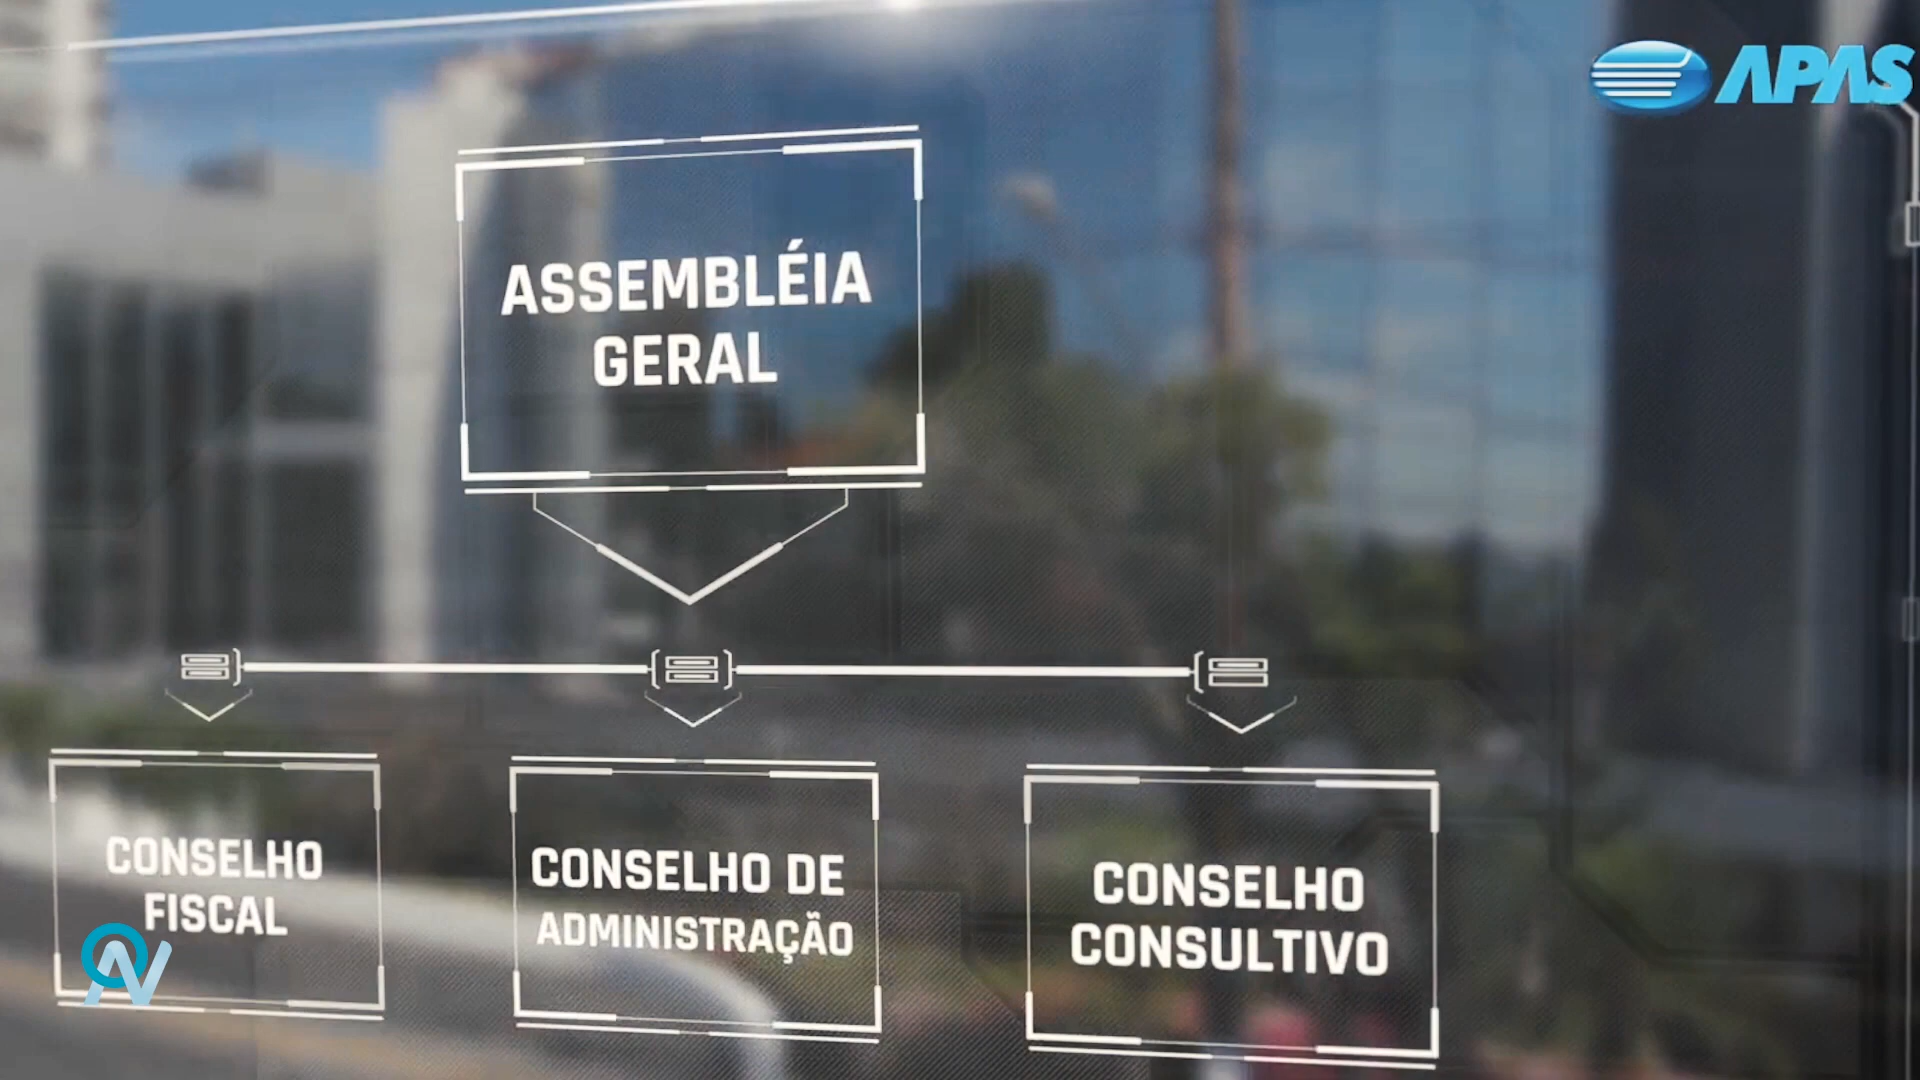 APAS
ASSEMBLÉIA
GERAL
CONSELHO
FISCAL
CONSELHO DE
ADMINISTRAÇÃO
CONSELHO
CONSULTIVO